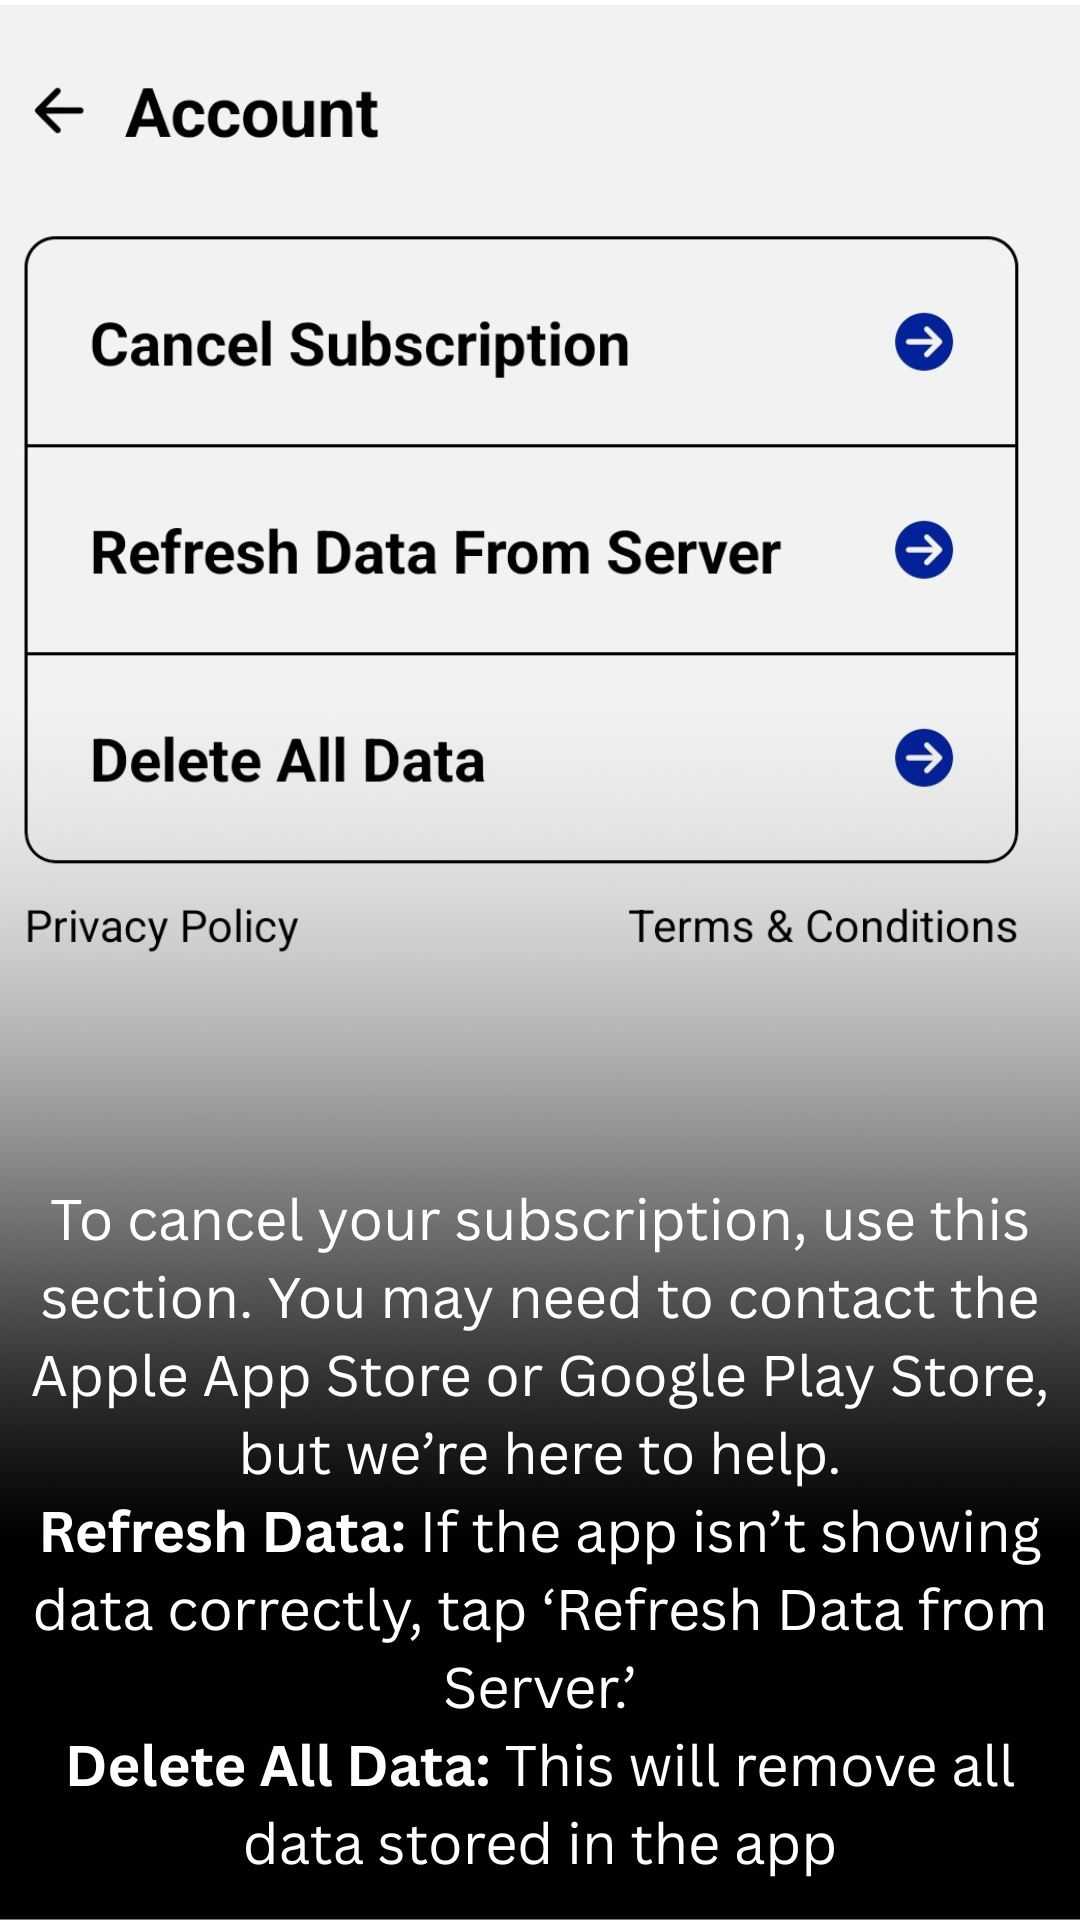 Account
Cancel Subscription
Refresh Data From Server
Delete All Data
Privacy Policy
Terms & Conditions
To cancel your subscription, use this
section. You may need to contact the
Apple App Store or Google Play Store,
but we’re here to help.
Refresh Data: If the app isn’t showing
data correctly, tap ‘Refresh Data from
Server.’
Delete All Data: This will remove all
data stored in the app